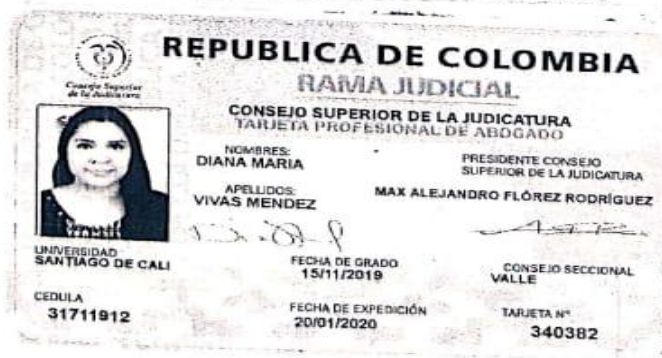 REPUBLICA DE COLOMBIA
RAMA JUDICIAL
Consejo Superior
de la Judicatura
CONSEJO SUPERIOR DE LA JUDICATURA
TARJETA PROFESIONAL DE ABOGADO
NOMBRES:
DIANA MARIA
PRESIDENTE CONSEJO
SUPERIOR DE LA JUDICATURA
APELLIDOS:
VIVAS MENDEZ
MAX ALEJANDRO FLÓREZ RODRÍGUEZ
UNIVERSIDAD
SANTIAGO DE CALI
FECHA DE GRADO
15/11/2019
CONSEJO SECCIONAL
VALLE
CEDULA
31711912
FECHA DE EXPEDICIÓN
20/01/2020
TARJETA N°
340382